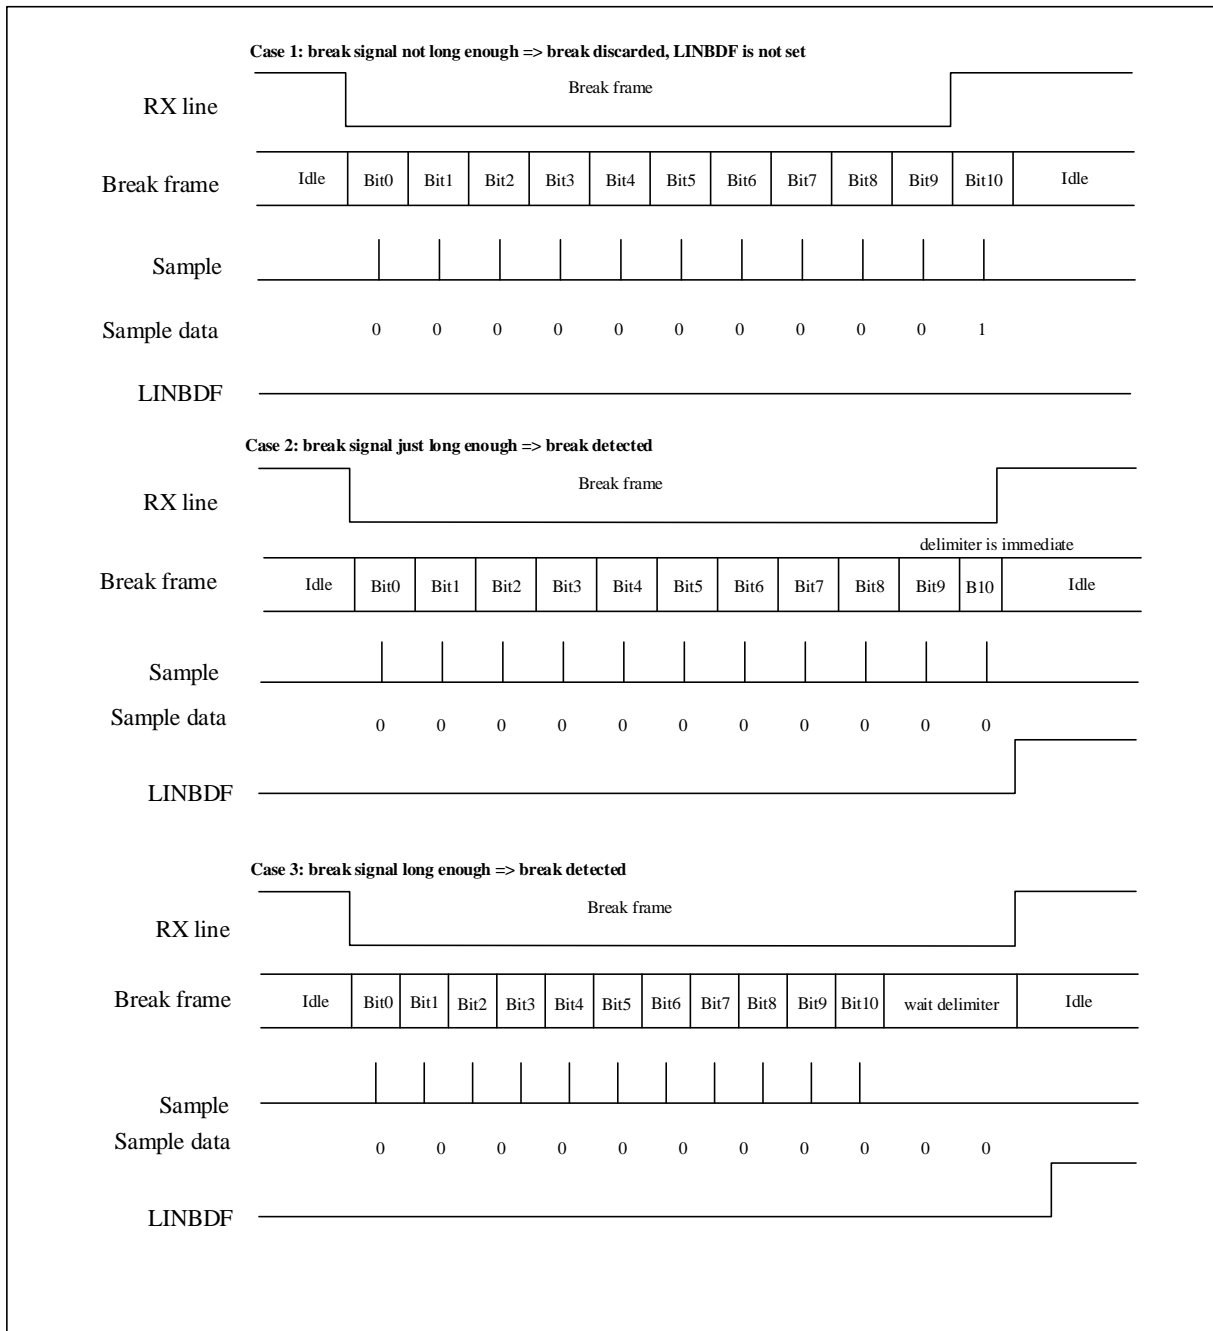 Case 1: break signal not long enough => break discarded, LINBDF is not set
RX line
Break frame
Break frame
Idle Bit0 Bit1 Bit2 Bit3 Bit4 Bit5 Bit6 Bit7 Bit8 Bit9 Bit10 Idle
Sample
Sample data
0 0 0 0 0 0 0 0 0 0 1
LINBDF
Case 2: break signal just long enough => break detected
RX line
Break frame
delimiter is immediate
Break frame
Idle Bit0 Bit1 Bit2 Bit3 Bit4 Bit5 Bit6 Bit7 Bit8 Bit9 B10 Idle
Sample
Sample data
0 0 0 0 0 0 0 0 0 0 0
LINBDF
Case 3: break signal long enough => break detected
RX line
Break frame
Break frame
Idle Bit0 Bit1 Bit2 Bit3 Bit4 Bit5 Bit6 Bit7 Bit8 Bit9 Bit10 wait delimiter Idle
Sample
Sample data
0 0 0 0 0 0 0 0 0 0 0
LINBDF